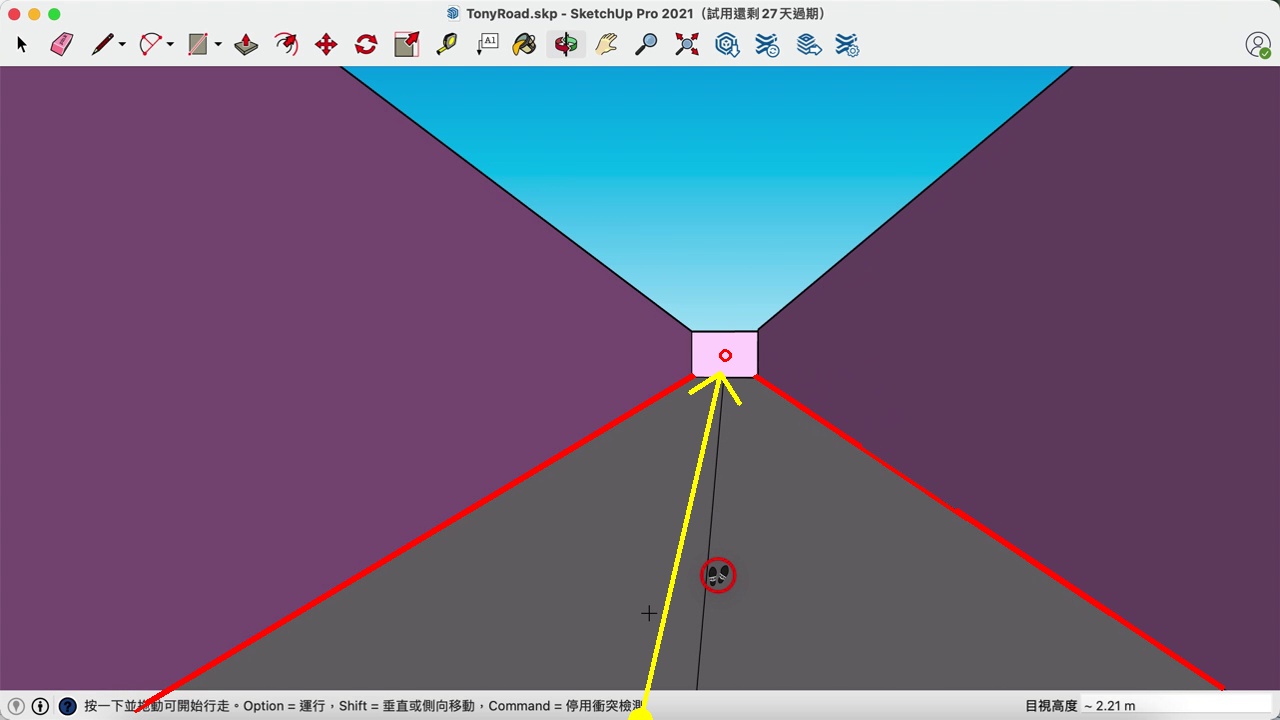 TonyRoad.skp - SketchUp Pro 2021（試用還剩 27 天過期）
A1
按一下並拖動可開始行走。Option = 運行，Shift = 垂直或側向移動，Command = 停用衝突檢測
目視高度 ~ 2.21 m